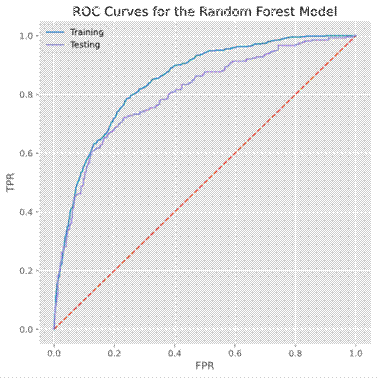 ROC Curves for the Random Forest Model
Training
Testing
TPR
1.0
0.8
0.6
0.4
0.2
0.0
0.0 0.2 0.4 0.6 0.8 1.0
FPR